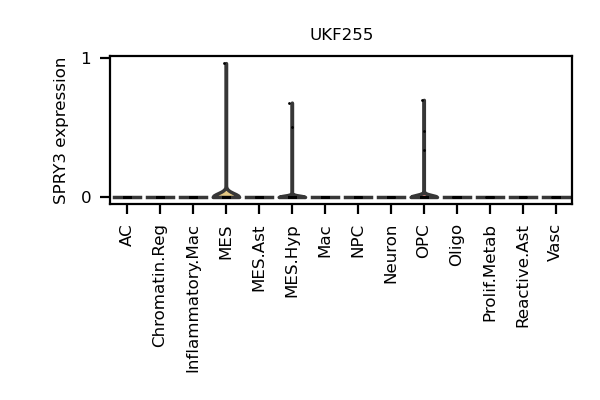 UKF255
SPRY3 expression
1
0
AC
Chromatin.Reg
Inflammatory.Mac
MES
MES.Ast
MES.Hyp
Mac
NPC
Neuron
OPC
Oligo
Prolif.Metab
Reactive.Ast
Vasc